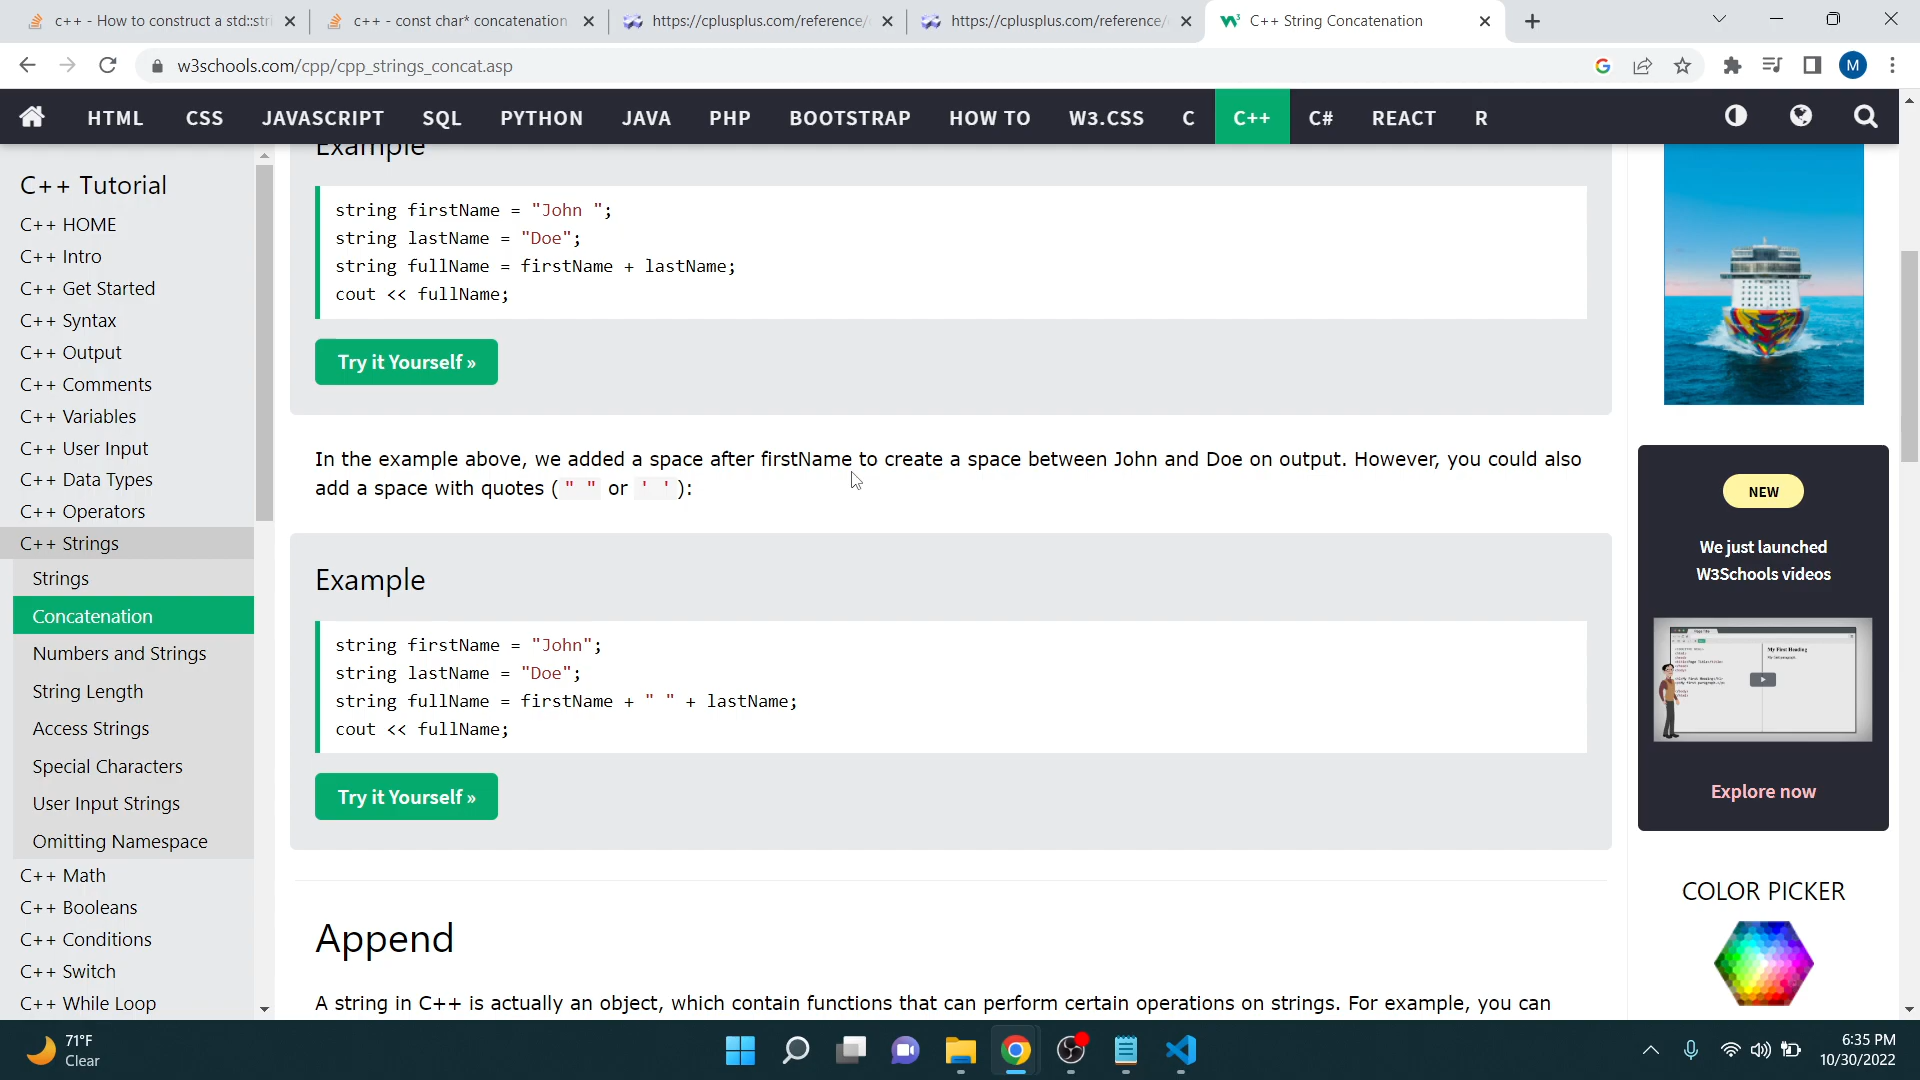 c++ - How to construct a std::stri
c++ - const char* concatenation
https://cplusplus.com/reference/
https://cplusplus.com/reference/
C++ String Concatenation
w3schools.com/cpp/cpp_strings_concat.asp
M
HTML CSS JAVASCRIPT SQL PYTHON JAVA PHP BOOTSTRAP HOW TO W3.CSS C C++ C# REACT R
C++ Tutorial
C++ HOME
C++ Intro
C++ Get Started
C++ Syntax
C++ Output
C++ Comments
C++ Variables
C++ User Input
C++ Data Types
C++ Operators
C++ Strings
Strings
Concatenation
Numbers and Strings
String Length
Access Strings
Special Characters
User Input Strings
Omitting Namespace
C++ Math
C++ Booleans
C++ Conditions
C++ Switch
C++ While Loop
Example
string firstName = "John ";
string lastName = "Doe";
string fullName = firstName + lastName;
cout << fullName;
Try it Yourself »
In the example above, we added a space after firstName to create a space between John and Doe on output. However, you could also
add a space with quotes ( " " or ' ' ):
Example
string firstName = "John";
string lastName = "Doe";
string fullName = firstName + " " + lastName;
cout << fullName;
Try it Yourself »
Append
A string in C++ is actually an object, which contain functions that can perform certain operations on strings. For example, you can
NEW
We just launched
W3Schools videos
My First Heading
Explore now
COLOR PICKER
71°F
Clear
6:35 PM
10/30/2022